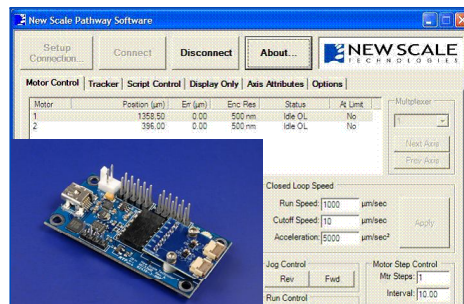 New Scale Pathway Software
Setup Connection...
Connect
Disconnect
About...
NEW SCALE
TECHNOLOGIES
Motor Control Tracker Script Control Display Only Axis Attributes Options
Motor Position (µm) Err (µm) Enc Res Status At Limit
1 1358.50 0.00 500 nm Idle OL No
2 396.00 0.00 500 nm Idle OL No
Multiplexer
1
Next Axis
Prev Axis
Closed Loop Speed
Run Speed: 1000 µm/sec
Cutoff Speed: 10 µm/sec
Acceleration: 5000 µm/sec²
Apply
Jog Control
Rev Fwd
Run Control
Motor Step Control
Mtr Steps: 1
Interval: 10.00